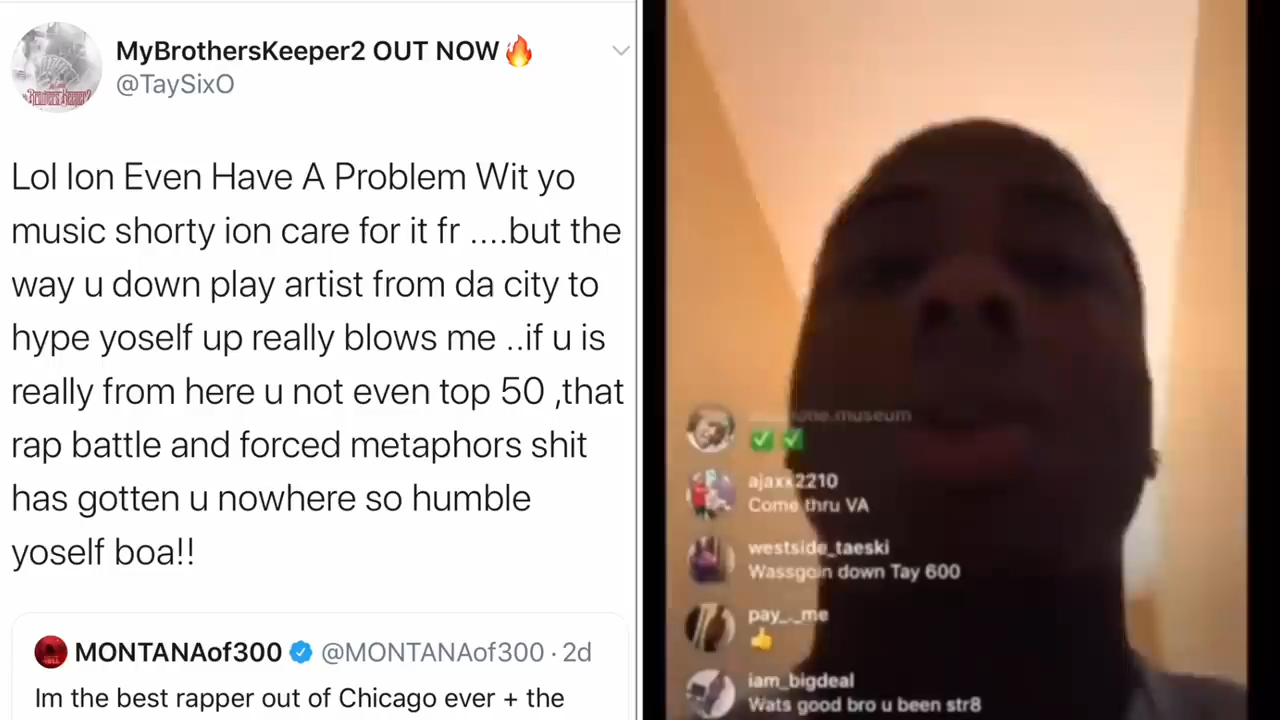 MyBrothersKeeper2 OUT NOW🔥
@TaySixO
Lol Ion Even Have A Problem Wit yo
music shorty ion care for it fr ....but the
way u down play artist from da city to
hype yoself up really blows me ..if u is
really from here u not even top 50 ,that
rap battle and forced metaphors shit
has gotten u nowhere so humble
yoself boa!!
MONTANAof300 @MONTANAof300 · 2d
Im the best rapper out of Chicago ever + the
✅ ✅
ajaxx2210
Come thru VA
westside_taeski
Wassgoin down Tay 600
pay_._me
👍
iam_bigdeal
Wats good bro u been str8